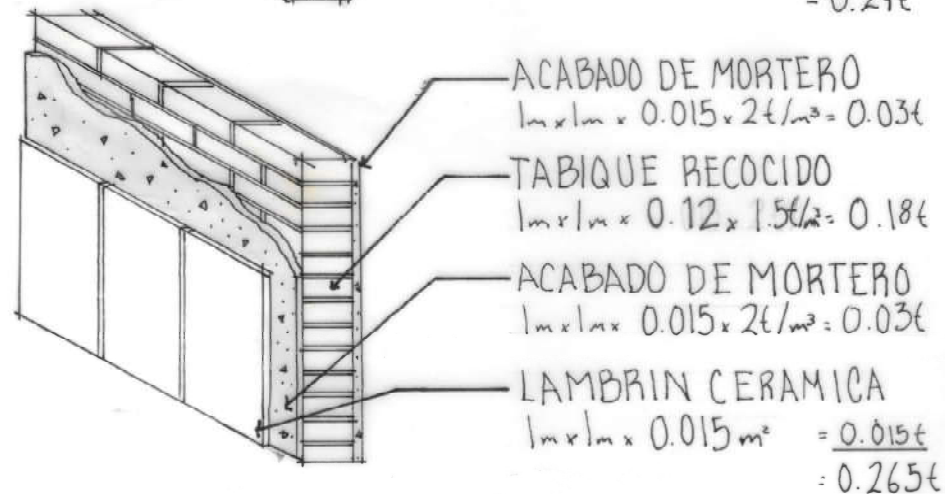 = 0.24t
ACABADO DE MORTERO
1m x 1m x 0.015 x 2t/m³ = 0.03t
TABIQUE RECOCIDO
1m x 1m x 0.12 x 1.5t/m³ = 0.18t
ACABADO DE MORTERO
1m x 1m x 0.015 x 2t/m³ = 0.03t
LAMBRIN CERAMICA
1m x 1m x 0.015 m² = 0.015t
= 0.265t